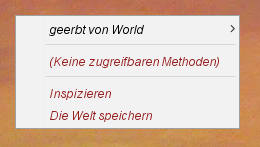 geerbt von World
(Keine zugreifbaren Methoden)
Inspizieren
Die Welt speichern